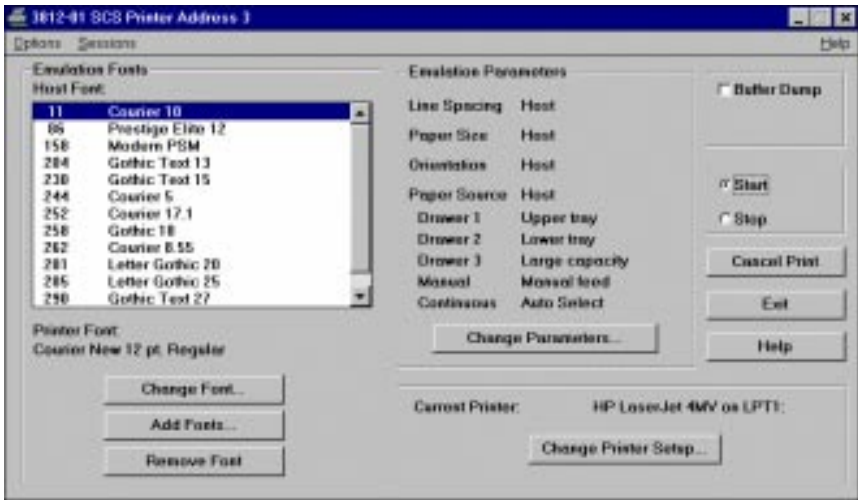 3812-01 SCS Printer Address 3
Options Sessions Help
Emulation Fonts
Host Font:
11 Courier 10
86 Prestige Elite 12
158 Modern PSM
204 Gothic Text 13
230 Gothic Text 15
244 Courier 5
252 Courier 17.1
258 Gothic 18
262 Courier 8.55
281 Letter Gothic 20
285 Letter Gothic 25
290 Gothic Text 27
Printer Font:
Courier New 12 pt. Regular
Change Font...
Add Fonts...
Remove Font
Emulation Parameters
Line Spacing Host
Paper Size Host
Orientation Host
Paper Source Host
Drawer 1 Upper tray
Drawer 2 Lower tray
Drawer 3 Large capacity
Manual Manual feed
Continuous Auto Select
Change Parameters...
Buffer Dump
Start
Stop
Cancel Print
Exit
Help
Current Printer: HP LaserJet 4MV on LPT1:
Change Printer Setup...